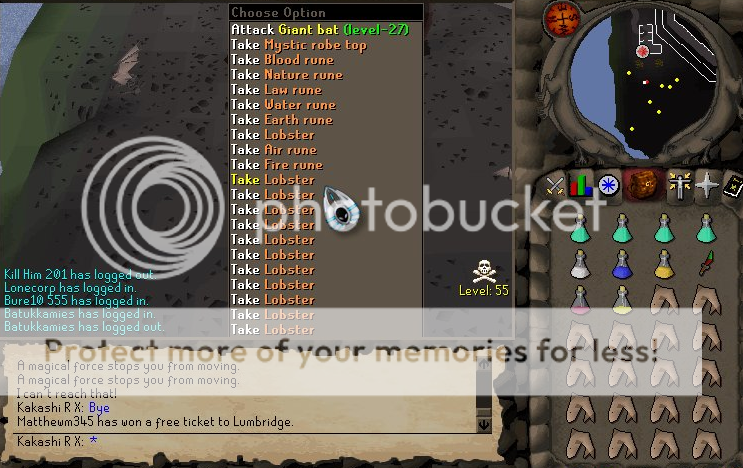 Choose Option
Attack Giant bat (level-27)
Take Mystic robe top
Take Blood rune
Take Nature rune
Take Law rune
Take Water rune
Take Earth rune
Take Lobster
Take Air rune
Take Fire rune
Take Lobster
Take Lobster
Take Lobster
Take Lobster
Take Lobster
Take Lobster
Take Lobster
Take Lobster
Take Lobster
Take Lobster
Take Lobster
photobucket
Kill Him 201 has logged out.
Lonecorp has logged in.
Bure10 555 has logged in.
Batukkamies has logged in.
Batukkamies has logged out.
Level: 55
Protect more of your memories for less!
A magical force stops you from moving.
A magical force stops you from moving.
I can't reach that!
Kakashi R X: Bye
Matthewm345 has won a free ticket to Lumbridge.
Kakashi R X: *